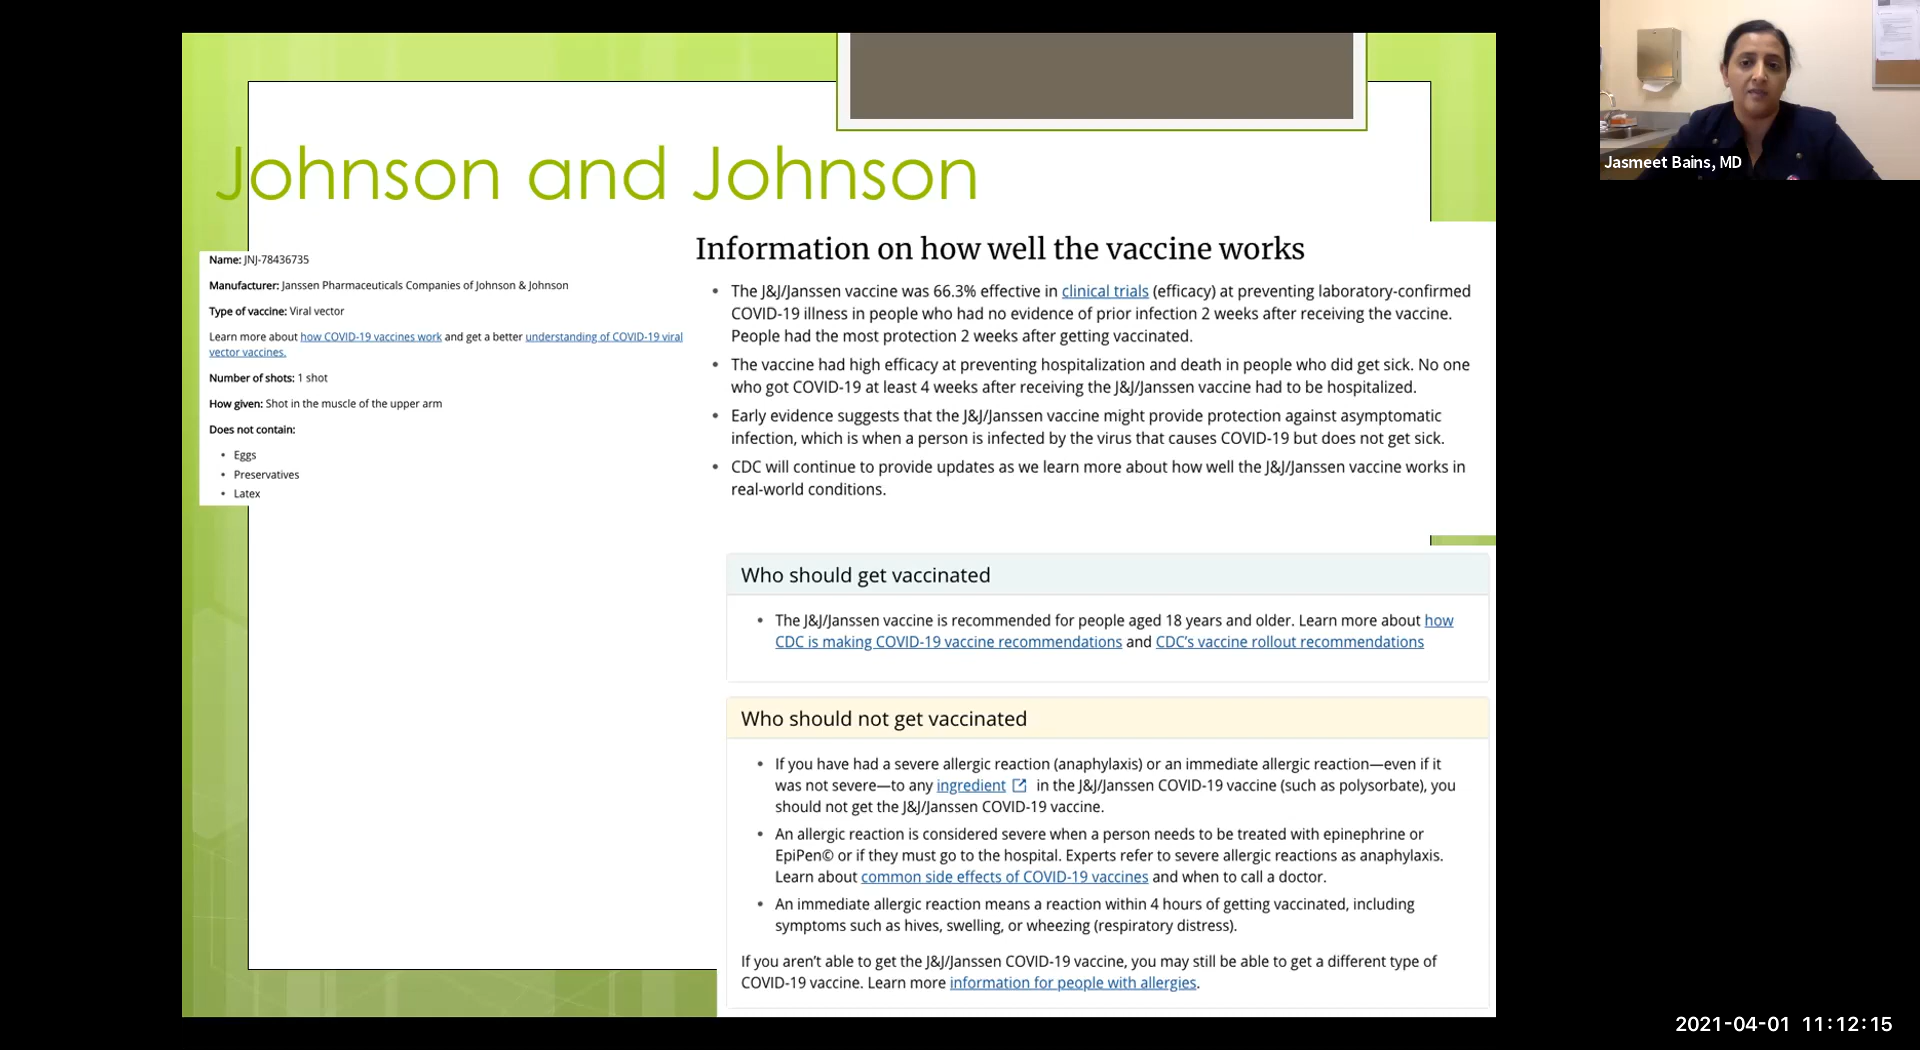 Johnson and Johnson
Name: JNJ-78436735
Manufacturer: Janssen Pharmaceuticals Companies of Johnson & Johnson
Type of vaccine: Viral vector
Learn more about how COVID-19 vaccines work and get a better understanding of COVID-19 viral
vector vaccines.
Number of shots: 1 shot
How given: Shot in the muscle of the upper arm
Does not contain:
• Eggs
• Preservatives
• Latex
Information on how well the vaccine works
• The J&J/Janssen vaccine was 66.3% effective in clinical trials (efficacy) at preventing laboratory-confirmed
COVID-19 illness in people who had no evidence of prior infection 2 weeks after receiving the vaccine.
People had the most protection 2 weeks after getting vaccinated.
• The vaccine had high efficacy at preventing hospitalization and death in people who did get sick. No one
who got COVID-19 at least 4 weeks after receiving the J&J/Janssen vaccine had to be hospitalized.
• Early evidence suggests that the J&J/Janssen vaccine might provide protection against asymptomatic
infection, which is when a person is infected by the virus that causes COVID-19 but does not get sick.
• CDC will continue to provide updates as we learn more about how well the J&J/Janssen vaccine works in
real-world conditions.
Who should get vaccinated
• The J&J/Janssen vaccine is recommended for people aged 18 years and older. Learn more about how
CDC is making COVID-19 vaccine recommendations and CDC's vaccine rollout recommendations
Who should not get vaccinated
• If you have had a severe allergic reaction (anaphylaxis) or an immediate allergic reaction—even if it
was not severe—to any ingredient in the J&J/Janssen COVID-19 vaccine (such as polysorbate), you
should not get the J&J/Janssen COVID-19 vaccine.
• An allergic reaction is considered severe when a person needs to be treated with epinephrine or
EpiPen© or if they must go to the hospital. Experts refer to severe allergic reactions as anaphylaxis.
Learn about common side effects of COVID-19 vaccines and when to call a doctor.
• An immediate allergic reaction means a reaction within 4 hours of getting vaccinated, including
symptoms such as hives, swelling, or wheezing (respiratory distress).
If you aren't able to get the J&J/Janssen COVID-19 vaccine, you may still be able to get a different type of
COVID-19 vaccine. Learn more information for people with allergies.
Jasmeet Bains, MD
2021-04-01 11:12:15